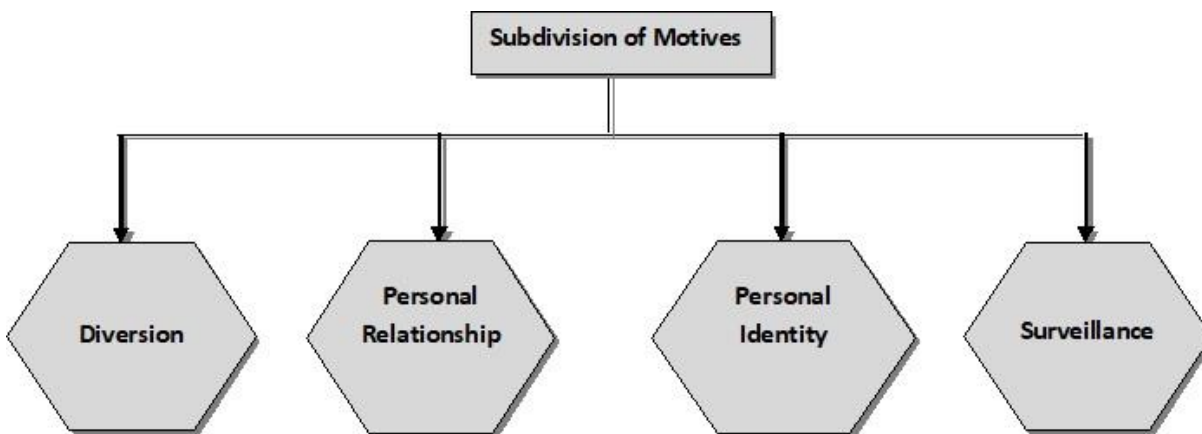 Subdivision of Motives
Diversion
Personal
Relationship
Personal
Identity
Surveillance